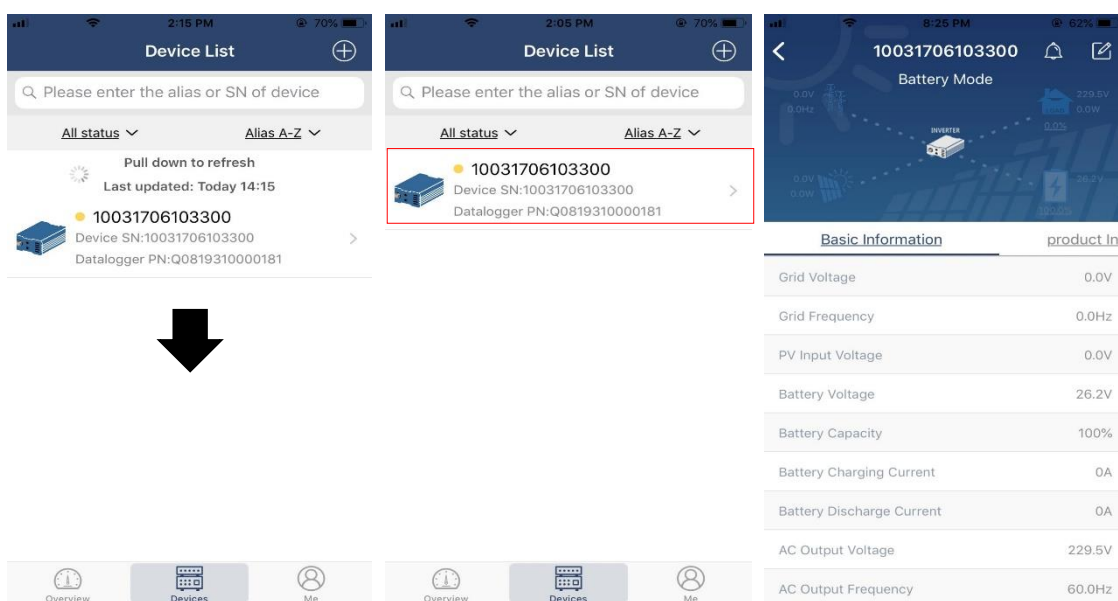 2:15 PM
70%
Device List
Please enter the alias or SN of device
All status
Alias A-Z
Pull down to refresh
Last updated: Today 14:15
10031706103300
Device SN:10031706103300
Datalogger PN:Q0819310000181
Overview
Devices
Me
2:05 PM
70%
Device List
Please enter the alias or SN of device
All status
Alias A-Z
10031706103300
Device SN:10031706103300
Datalogger PN:Q0819310000181
Overview
Devices
Me
8:25 PM
62%
10031706103300
Battery Mode
0.0V
0.0Hz
229.5V
0.0W
0.0%
INVERTER
0.0V
0.0W
26.2V
100.0%
Basic Information
product In
Grid Voltage 0.0V
Grid Frequency 0.0Hz
PV Input Voltage 0.0V
Battery Voltage 26.2V
Battery Capacity 100%
Battery Charging Current 0A
Battery Discharge Current 0A
AC Output Voltage 229.5V
AC Output Frequency 60.0Hz